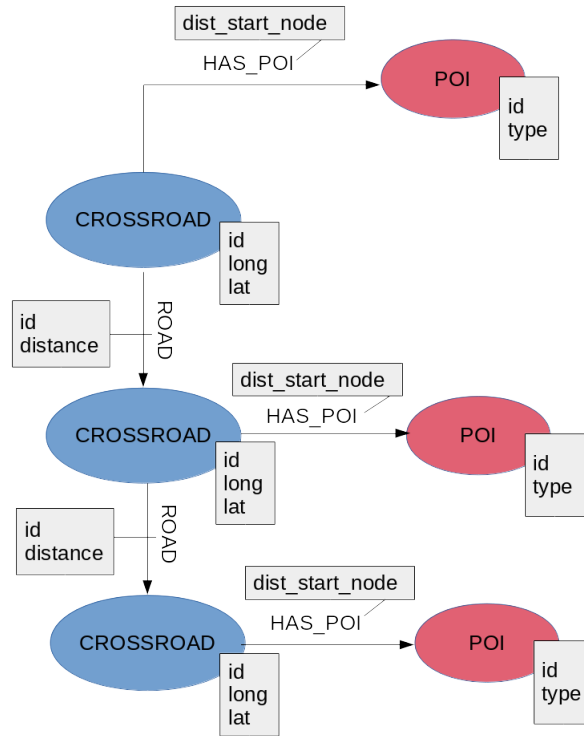 dist_start_node
HAS_POI
POI
id
type
CROSSROAD
id
long
lat
id
distance
ROAD
dist_start_node
HAS_POI
CROSSROAD
POI
id
long
lat
id
type
id
distance
ROAD
dist_start_node
HAS_POI
CROSSROAD
POI
id
long
lat
id
type